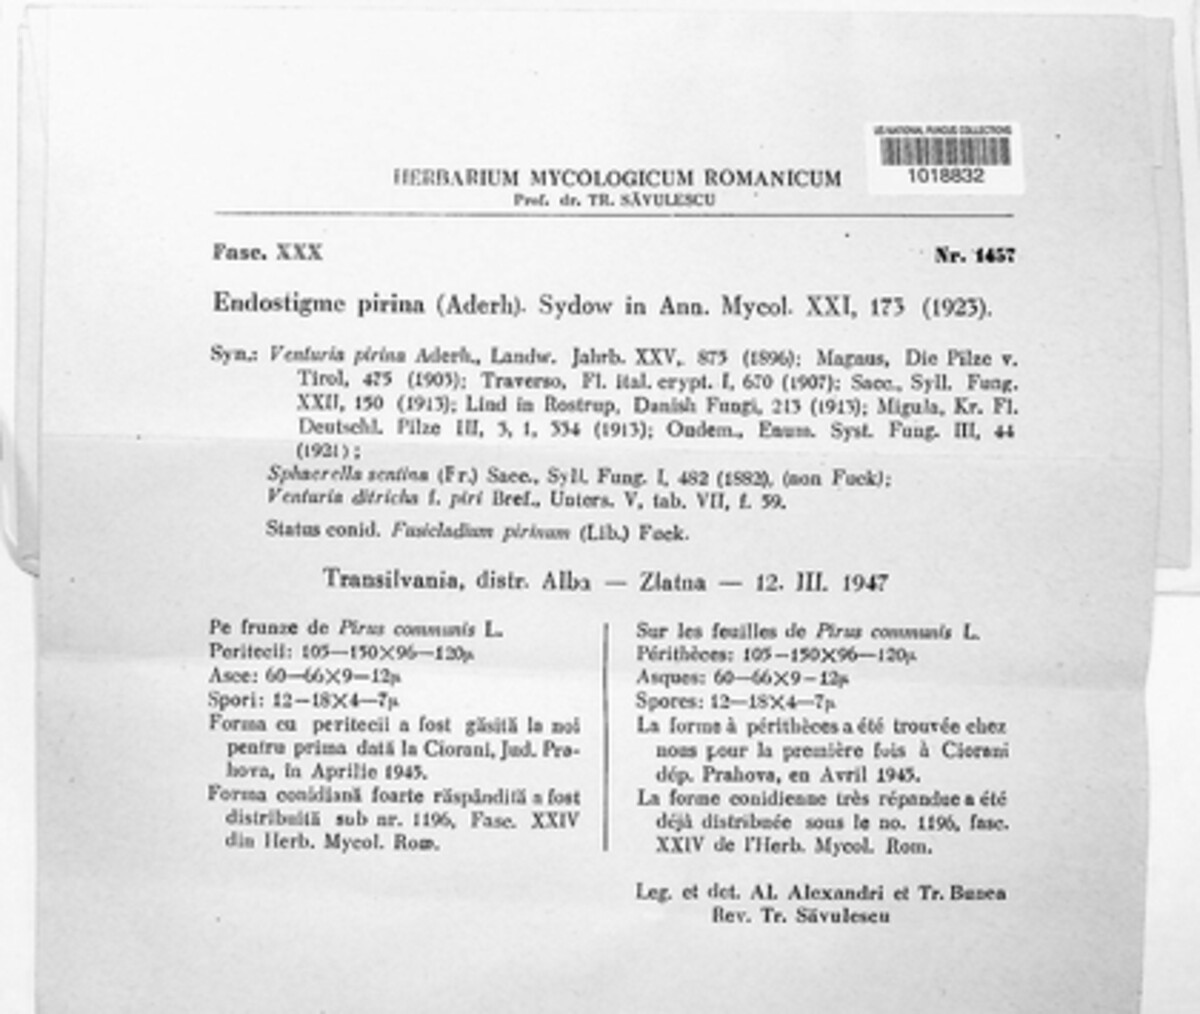 US NATIONAL FUNGUS COLLECTIONS
1018832
HERBARIUM MYCOLOGICUM ROMANICUM
Prof. dr. TR. SĂVULESCU
Fasc. XXX
Nr. 1457
Endostigme pirina (Aderh). Sydow in Ann. Mycol. XXI, 173 (1923).
Syn.: Venturia pirina Aderh., Landw. Jahrb. XXV, 875 (1896); Magnus, Die Pilze v.
Tirol, 475 (1905); Traverso, Fl. ital. crypt. I, 670 (1907); Sacc., Syll. Fung.
XXII, 150 (1913); Lind in Rostrup, Danish Fungi, 213 (1913); Migula, Kr. Fl.
Deutschl. Pilze III, 3, 1, 334 (1913); Oudem., Enum. Syst. Fung. III, 44
(1921);
Sphaerella sentina (Fr.) Sacc., Syll. Fung. I, 482 (1882), (non Fuck);
Venturia ditricha f. piri Bref., Unters. V, tab. VII, f. 59.
Status conid. Fusicladium pirinum (Lib.) Fuck.
Transilvania, distr. Alba — Zlatna — 12. III. 1947
Pe frunze de Pirus communis L.
Peritecii: 105—150×96—120μ
Asce: 60—66×9—12μ
Spori: 12—18×4—7μ
Forma cu peritecii a fost găsită la noi
pentru prima dată la Ciorani, Jud. Pra-
hova, în Aprilie 1945.
Forma conidiană foarte răspândită a fost
distribuită sub nr. 1196, Fasc. XXIV
din Herb. Mycol. Rom.
Sur les feuilles de Pirus communis L.
Périthèces: 105—150×96—120μ
Asques: 60—66×9—12μ
Spores: 12—18×4—7μ
La forme à périthèces a été trouvée chez
nous pour la première fois à Ciorani
dép. Prahova, en Avril 1945.
La forme conidienne très répandue a été
déjà distribuée sous le no. 1196, fasc.
XXIV de l'Herb. Mycol. Rom.
Leg. et det. Al. Alexandri et Tr. Bunea
Rev. Tr. Săvulescu